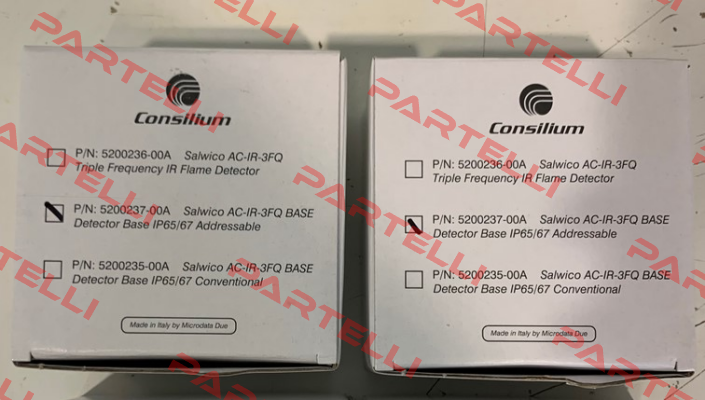 Consilium
P/N: 5200236-00A Salwico AC-IR-3FQ
Triple Frequency IR Flame Detector
P/N: 5200237-00A Salwico AC-IR-3FQ BASE
Detector Base IP65/67 Addressable
P/N: 5200235-00A Salwico AC-IR-3FQ BASE
Detector Base IP65/67 Conventional
Made in Italy by Microdata Due
Consilium
P/N: 5200236-00A Salwico AC-IR-3FQ
Triple Frequency IR Flame Detector
P/N: 5200237-00A Salwico AC-IR-3FQ BASE
Detector Base IP65/67 Addressable
P/N: 5200235-00A Salwico AC-IR-3FQ BASE
Detector Base IP65/67 Conventional
Made in Italy by Microdata Due
PARTELLI
PARTELLI
PARTELLI
PARTELLI
PARTELLI
PARTELLI